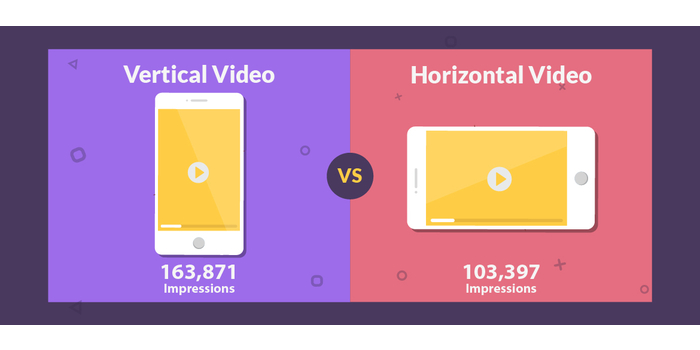 Vertical Video
Horizontal Video
VS
163,871
Impressions
103,397
Impressions